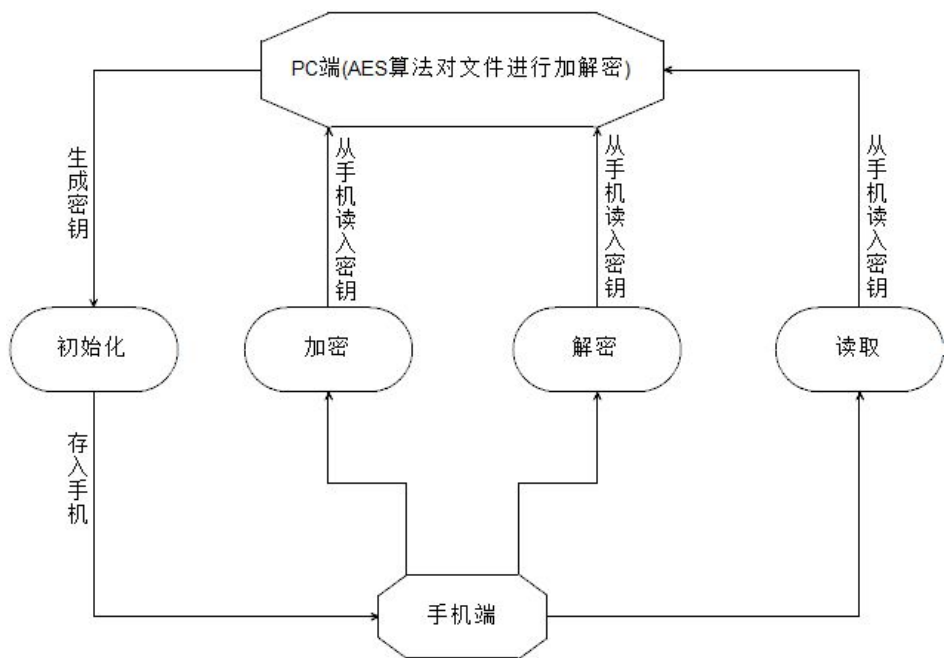 PC端(AES算法对文件进行加解密)
生成密钥
从手机读入密钥
从手机读入密钥
从手机读入密钥
初始化
加密
解密
读取
存入手机
手机端